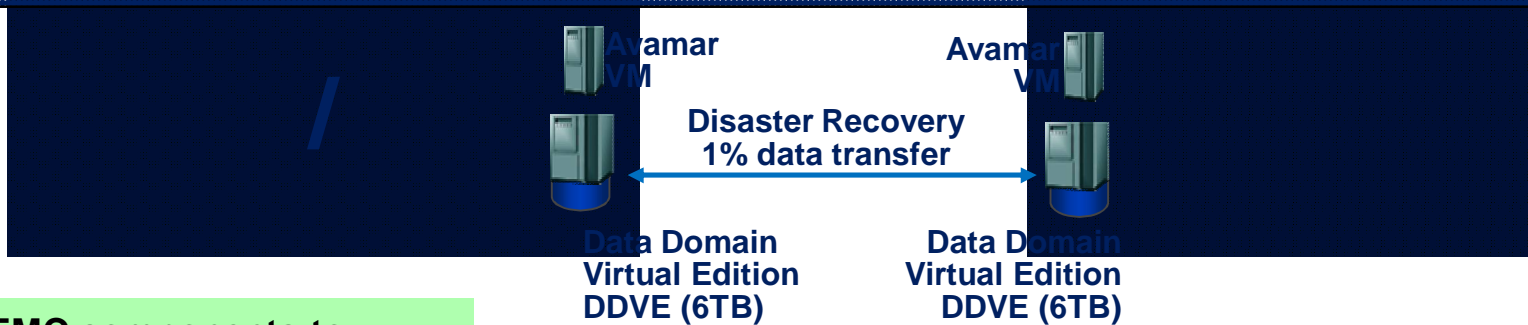 Avamar
VM
Avamar
VM
/
Disaster Recovery
1% data transfer
Data Domain
Virtual Edition
DDVE (6TB)
Data Domain
Virtual Edition
DDVE (6TB)